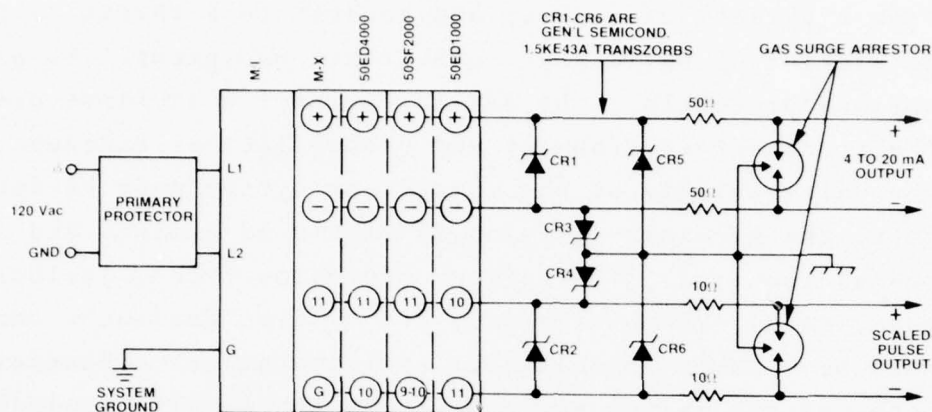 CR1-CR6 ARE
GEN'L SEMICOND.
1.5KE43A TRANSZORBS
GAS SURGE ARRESTOR
M-X
50ED4000
50SF2000
50ED1000
+ + + +
50Ω
+
4 TO 20 mA
OUTPUT
CR1
CR5
L1
PRIMARY
PROTECTOR
120 Vac
GND
L2
− − − −
50Ω
−
CR3
CR4
11 11 11 10
10Ω
+
SCALED
PULSE
OUTPUT
CR2
CR6
G
SYSTEM
GROUND
G 10 9-10 11
10Ω
−